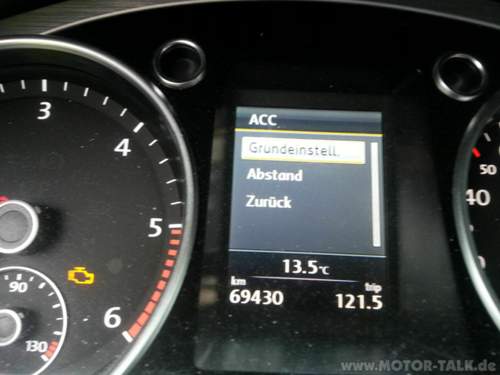 ACC
Grundeinstell.
Abstand
Zurück
13.5°C
km trip
69430 121.5
3
4
5
6
90
130
50
40
www.MOTOR-TALK.de